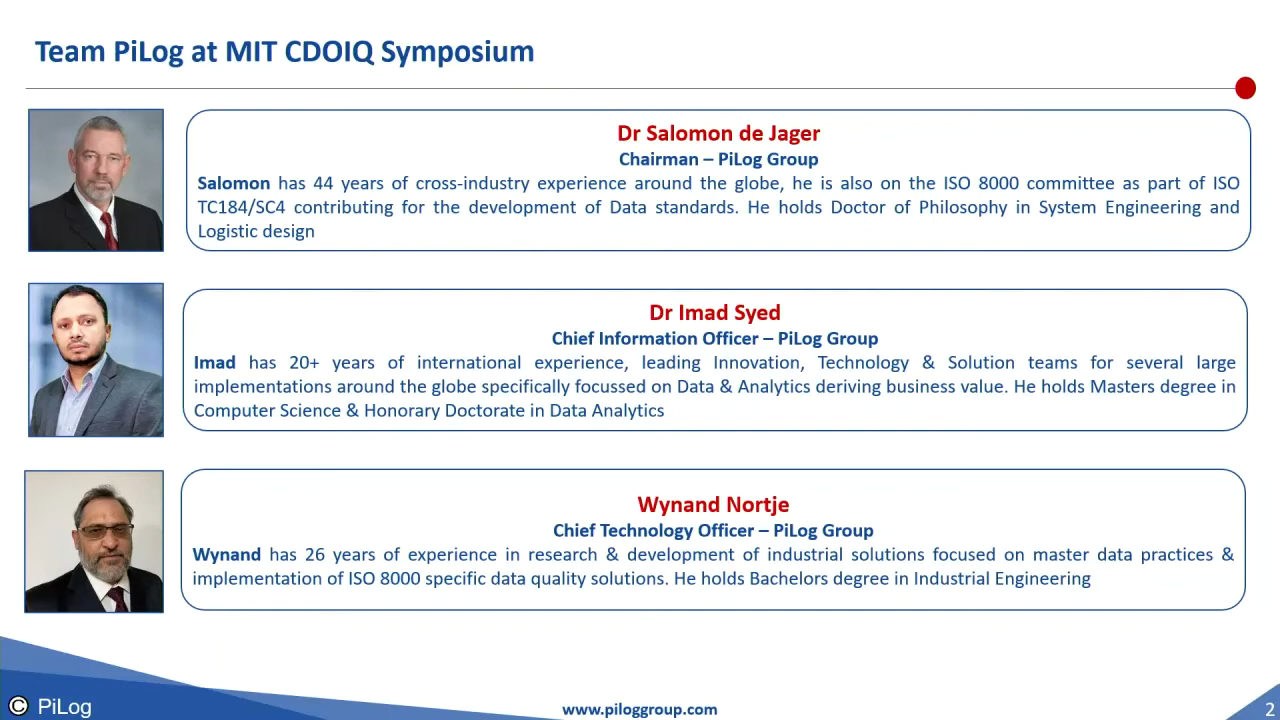 Team PiLog at MIT CDOIQ Symposium
Dr Salomon de Jager
Chairman – PiLog Group
Salomon has 44 years of cross-industry experience around the globe, he is also on the ISO 8000 committee as part of ISO
TC184/SC4 contributing for the development of Data standards. He holds Doctor of Philosophy in System Engineering and
Logistic design
Dr Imad Syed
Chief Information Officer – PiLog Group
Imad has 20+ years of international experience, leading Innovation, Technology & Solution teams for several large
implementations around the globe specifically focussed on Data & Analytics deriving business value. He holds Masters degree in
Computer Science & Honorary Doctorate in Data Analytics
Wynand Nortje
Chief Technology Officer – PiLog Group
Wynand has 26 years of experience in research & development of industrial solutions focused on master data practices &
implementation of ISO 8000 specific data quality solutions. He holds Bachelors degree in Industrial Engineering
© PiLog
www.piloggroup.com
2